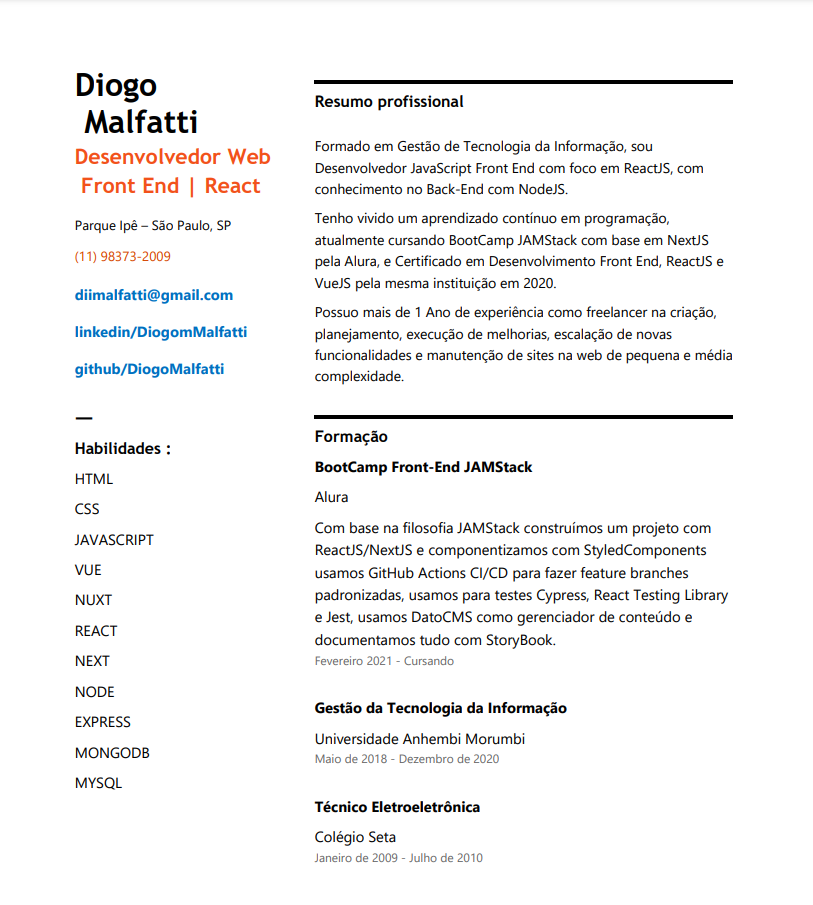 Diogo
Malfatti
Desenvolvedor Web
Front End | React
Parque Ipê – São Paulo, SP
(11) 98373-2009
diimalfatti@gmail.com
linkedin/DiogomMalfatti
github/DiogoMalfatti
—
Habilidades :
HTML
CSS
JAVASCRIPT
VUE
NUXT
REACT
NEXT
NODE
EXPRESS
MONGODB
MYSQL
Resumo profissional
Formado em Gestão de Tecnologia da Informação, sou
Desenvolvedor JavaScript Front End com foco em ReactJS, com
conhecimento no Back-End com NodeJS.
Tenho vivido um aprendizado contínuo em programação,
atualmente cursando BootCamp JAMStack com base em NextJS
pela Alura, e Certificado em Desenvolvimento Front End, ReactJS e
VueJS pela mesma instituição em 2020.
Possuo mais de 1 Ano de experiência como freelancer na criação,
planejamento, execução de melhorias, escalação de novas
funcionalidades e manutenção de sites na web de pequena e média
complexidade.
Formação
BootCamp Front-End JAMStack
Alura
Com base na filosofia JAMStack construímos um projeto com
ReactJS/NextJS e componentizamos com StyledComponents
usamos GitHub Actions CI/CD para fazer feature branches
padronizadas, usamos para testes Cypress, React Testing Library
e Jest, usamos DatoCMS como gerenciador de conteúdo e
documentamos tudo com StoryBook.
Fevereiro 2021 - Cursando
Gestão da Tecnologia da Informação
Universidade Anhembi Morumbi
Maio de 2018 - Dezembro de 2020
Técnico Eletroeletrônica
Colégio Seta
Janeiro de 2009 - Julho de 2010